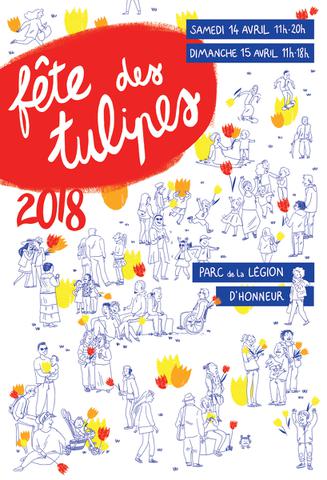 SAMEDI 14 AVRIL 11h-20h
DIMANCHE 15 AVRIL 11h-18h
fête des
tulipes
2018
PARC de la LÉGION
D'HONNEUR